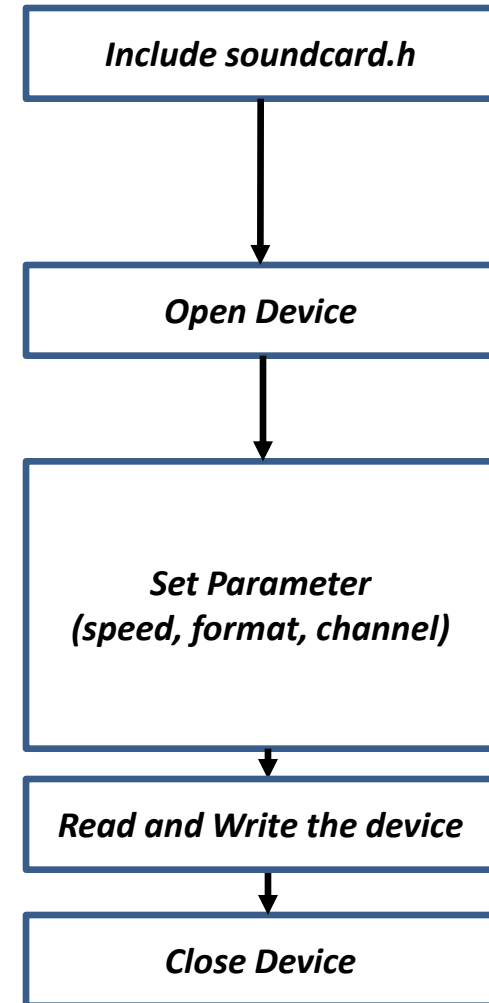 Include soundcard.h
Open Device
Set Parameter
(speed, format, channel)
Read and Write the device
Close Device